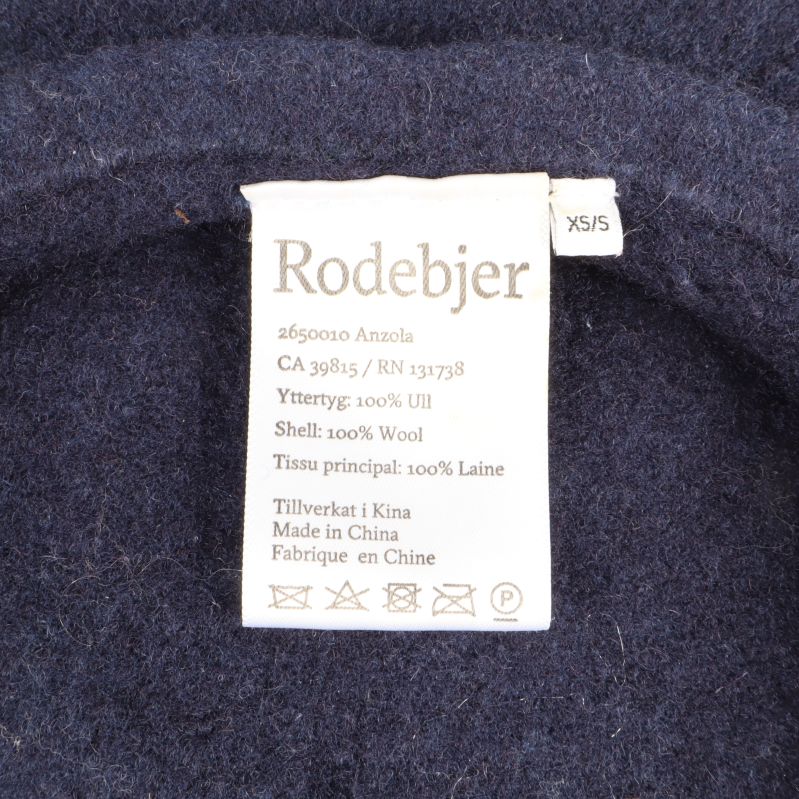 Rodebjer
XS/S
2650010 Anzola
CA 39815 / RN 131738
Yttertyg: 100% Ull
Shell: 100% Wool
Tissu principal: 100% Laine
Tillverkat i Kina
Made in China
Fabrique en Chine
P